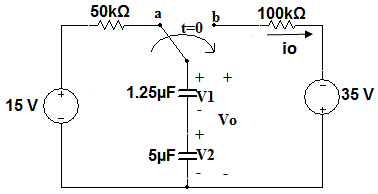 50kΩ a t=0 b 100kΩ
io
15 V + − 1.25µF + + V1 − Vo − + 35 V
5µF + V2 − -